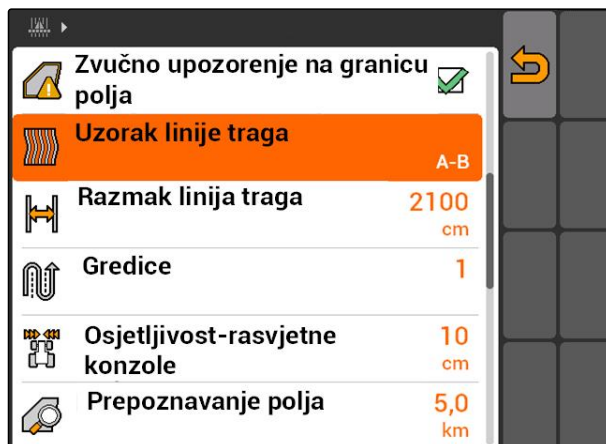 Zvučno upozorenje na granicu
polja
Uzorak linije traga
A-B
Razmak linija traga
2100
cm
Gredice
1
Osjetljivost-rasvjetne
konzole
10
cm
Prepoznavanje polja
5,0
km